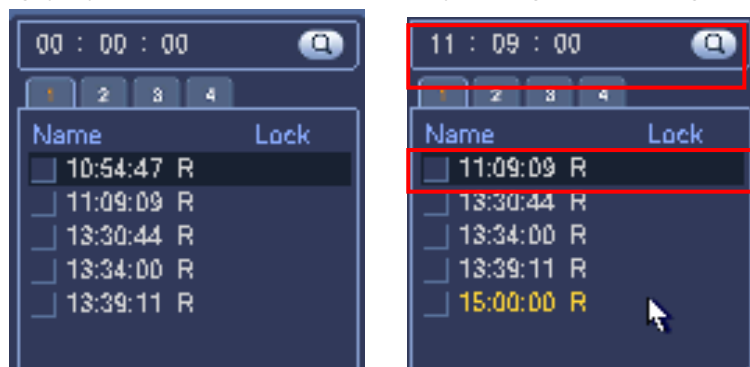 00 : 00 : 00
1 2 3 4
Name Lock
10:54:47 R
11:09:09 R
13:30:44 R
13:34:00 R
13:39:11 R
11 : 09 : 00
1 2 3 4
Name Lock
11:09:09 R
13:30:44 R
13:34:00 R
13:39:11 R
15:00:00 R